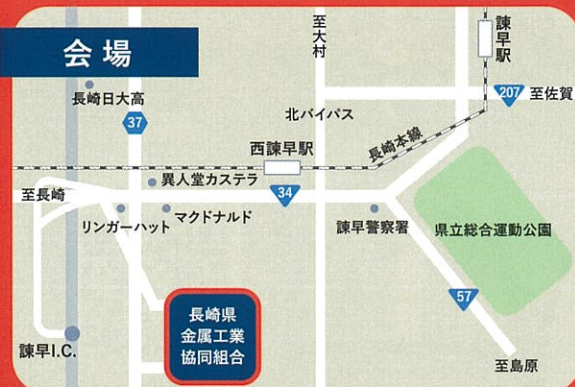 会場
至大村
諫早駅
長崎日大高
37
北バイパス
207
至佐賀
西諫早駅
長崎本線
異人堂カステラ
至長崎
34
リンガーハット
マクドナルド
諫早警察署
県立総合運動公園
57
長崎県
金属工業
協同組合
諫早I.C.
至島原